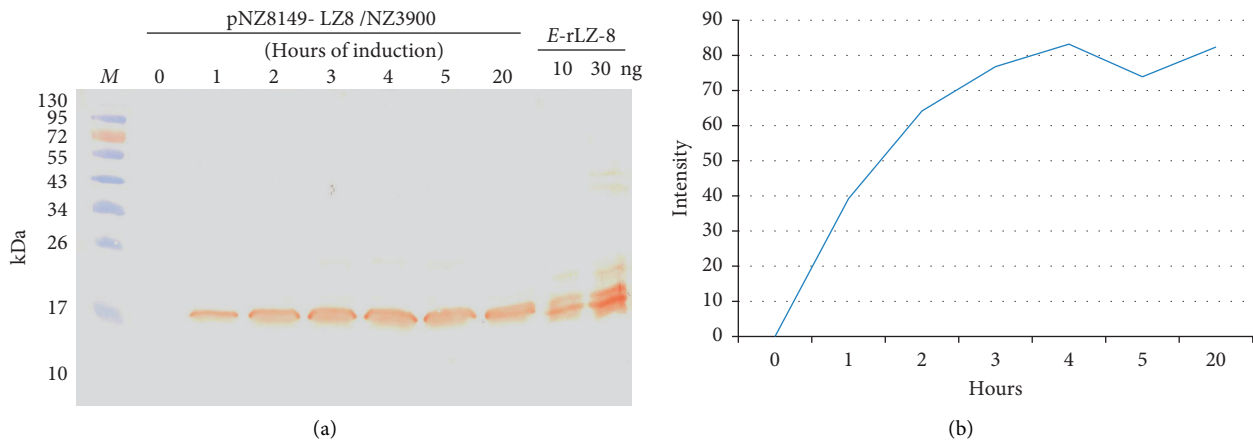 pNZ8149- LZ8 /NZ3900
(Hours of induction)
E-rLZ-8
M 0 1 2 3 4 5 20 10 30 ng
130
95
72
55
43
34
26
17
10
kDa
(a)
90
80
70
60
50
40
30
20
10
0
Intensity
0 1 2 3 4 5 20
Hours
(b)